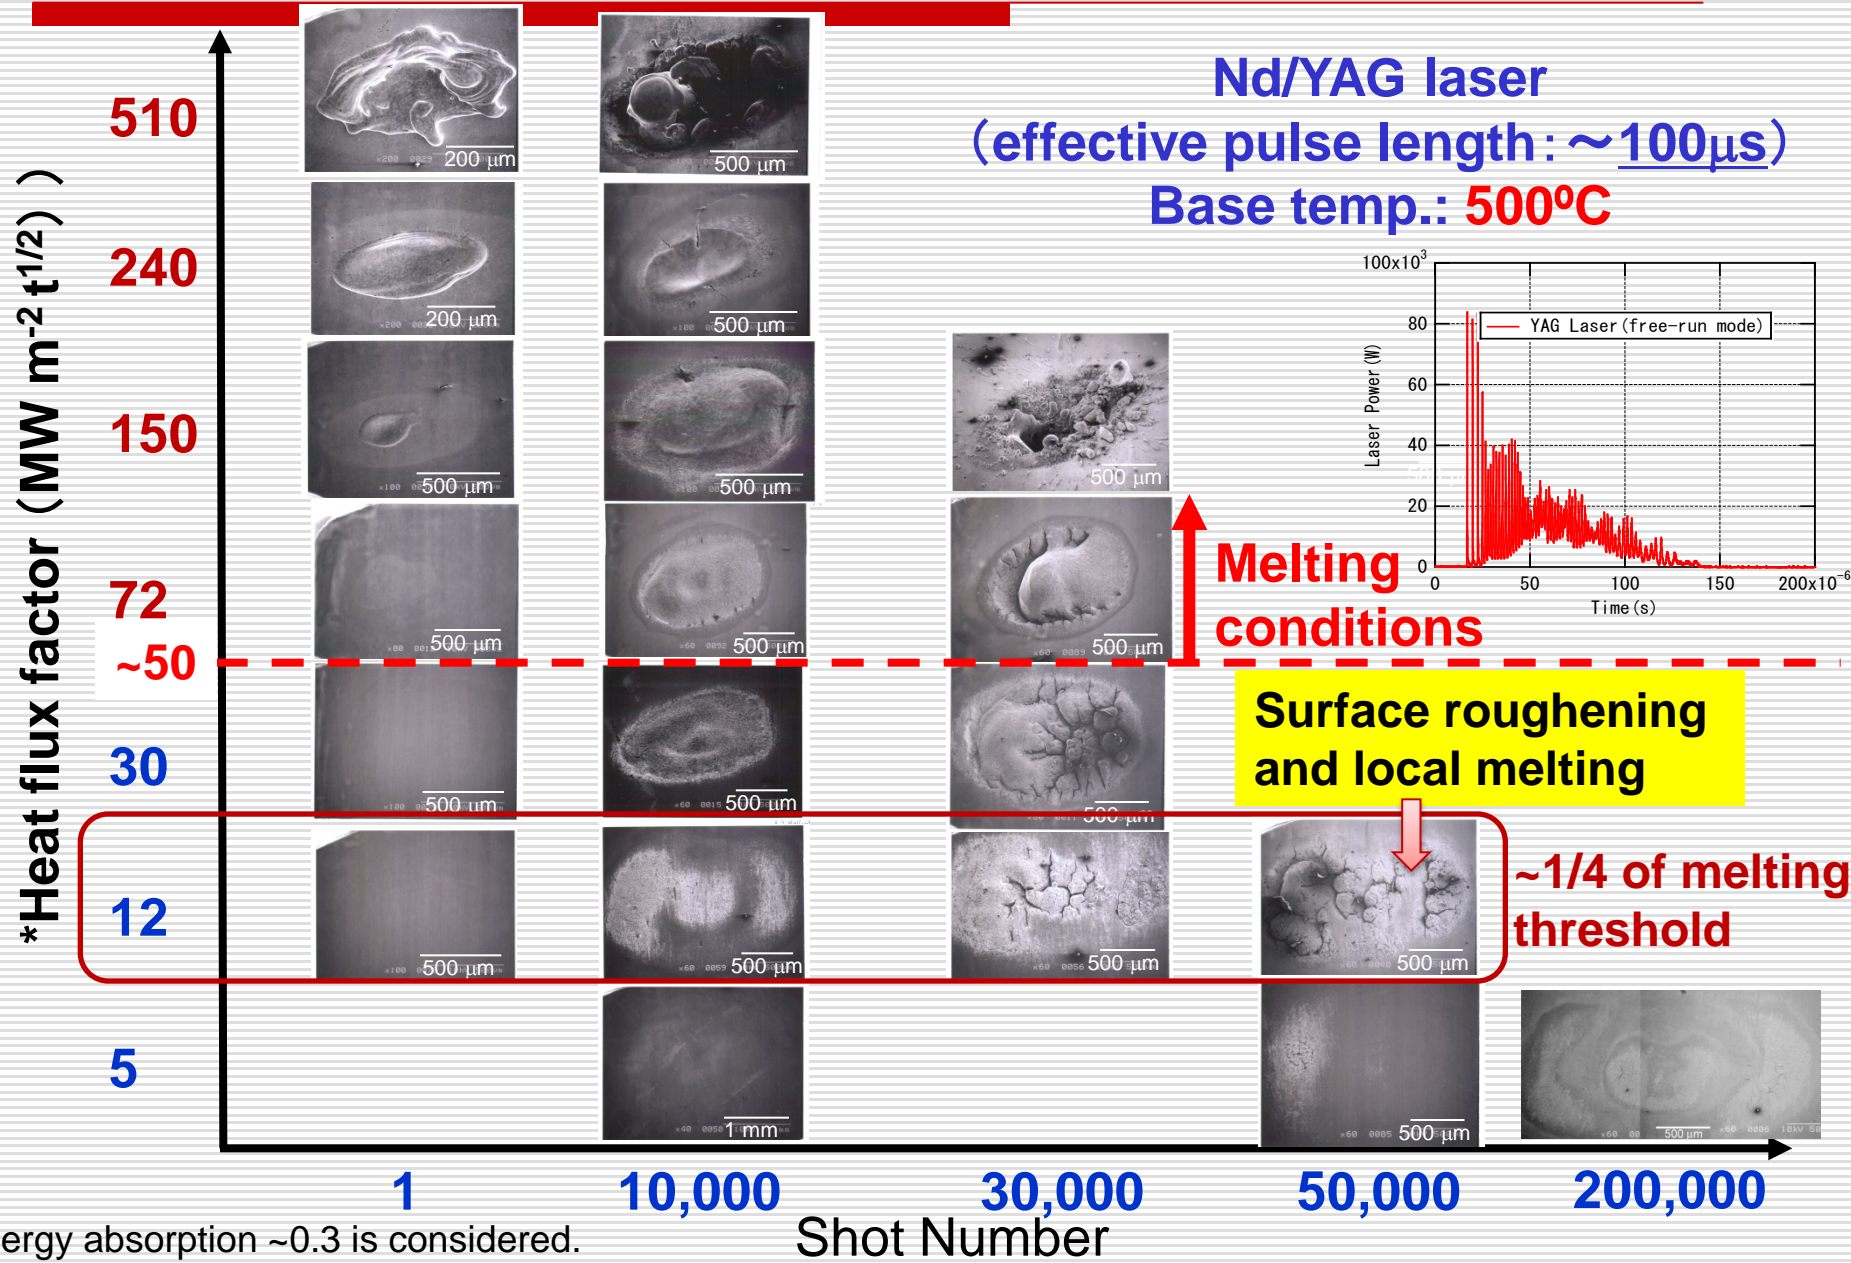 Nd/YAG laser
（effective pulse length：～100μs）
Base temp.: 500ºC
*Heat flux factor（MW m-2 t1/2））
510
240
150
72
~50
30
12
5
200 μm
500 μm
200 μm
500 μm
500 μm
500 μm
500 μm
500 μm
500 μm
500 μm
500 μm
500 μm
500 μm
500 μm
500 μm
500 μm
500 μm
1 mm
500 μm
500 μm
100x10³
80
60
40
20
0
Laser Power(W)
YAG Laser(free-run mode)
0
50
100
150
200x10⁻⁶
Time(s)
Melting
conditions
Surface roughening
and local melting
~1/4 of melting
threshold
1
10,000
30,000
50,000
200,000
Shot Number
ergy absorption ~0.3 is considered.